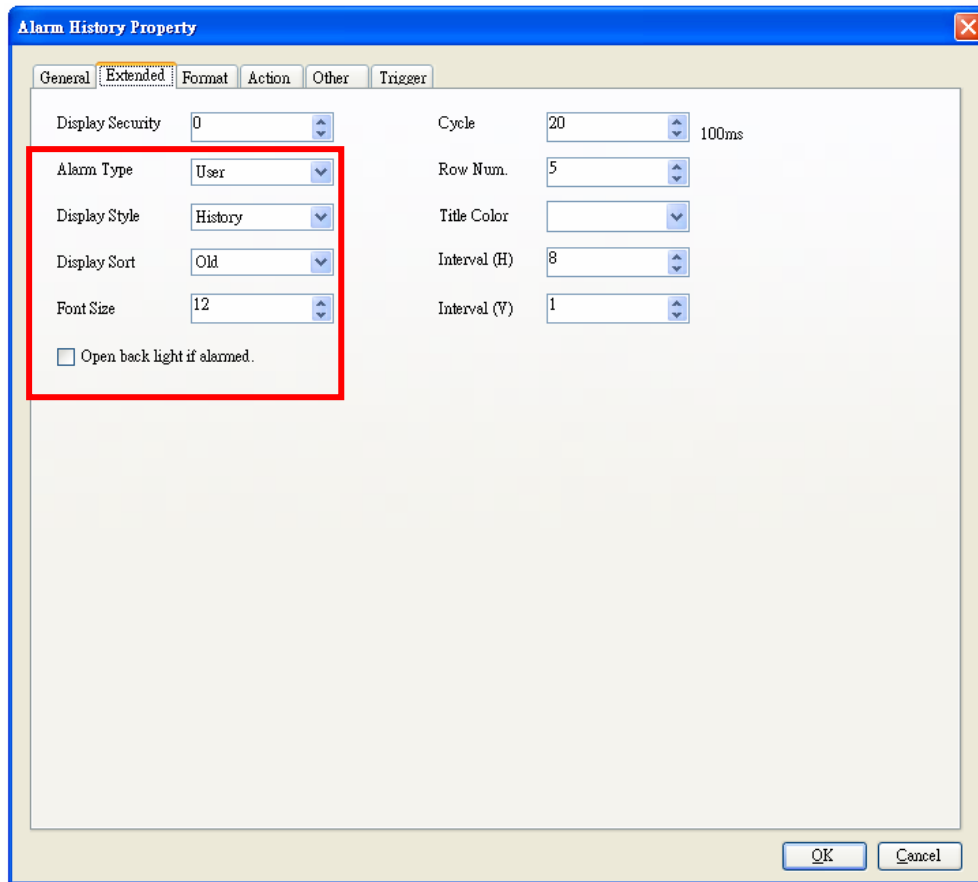 Alarm History Property
General Extended Format Action Other Trigger
Display Security 0 Cycle 20 100ms
Alarm Type User Row Num. 5
Display Style History Title Color
Display Sort Old Interval (H) 8
Font Size 12 Interval (V) 1
Open back light if alarmed.
OK Cancel